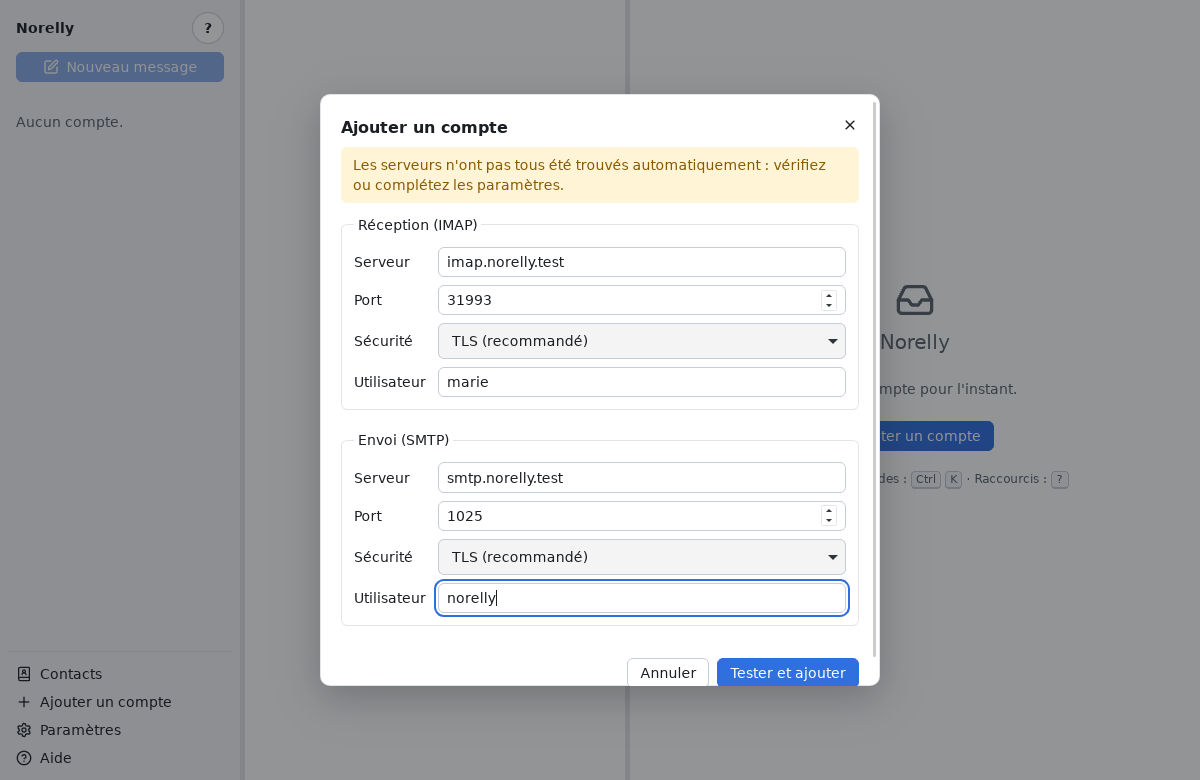 Norelly
?
Nouveau message
Aucun compte.
Ajouter un compte
Les serveurs n'ont pas tous été trouvés automatiquement : vérifiez
ou complétez les paramètres.
Réception (IMAP)
Serveur imap.norelly.test
Port 31993
Sécurité TLS (recommandé)
Utilisateur marie
Envoi (SMTP)
Serveur smtp.norelly.test
Port 1025
Sécurité TLS (recommandé)
Utilisateur norelly
Annuler Tester et ajouter
Norelly
pour l'instant.
un compte
: Ctrl K · Raccourcis : ?
Contacts
Ajouter un compte
Paramètres
Aide